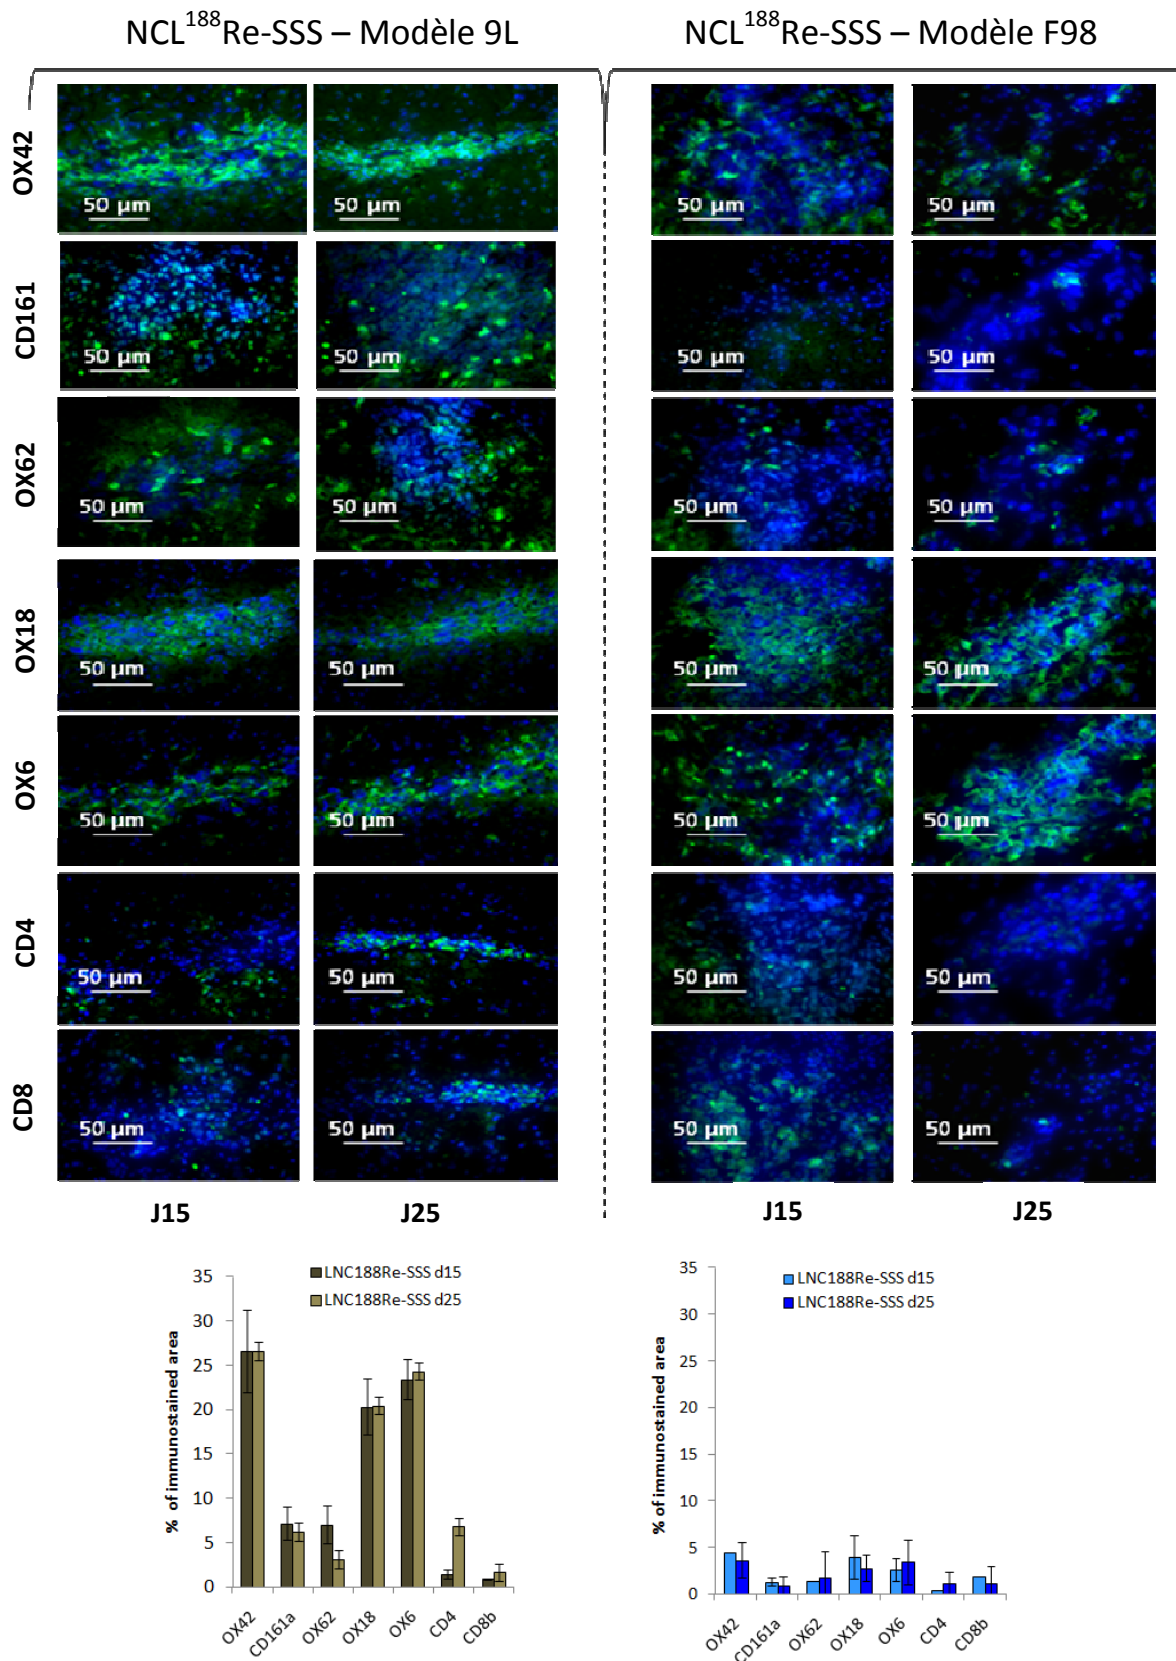 NCL188Re-SSS – Modèle 9L
NCL188Re-SSS – Modèle F98
OX42
50 µm
50 µm
50 µm
50 µm
CD161
50 µm
50 µm
50 µm
50 µm
OX62
50 µm
50 µm
50 µm
50 µm
OX18
50 µm
50 µm
50 µm
50 µm
OX6
50 µm
50 µm
50 µm
50 µm
CD4
50 µm
50 µm
50 µm
50 µm
CD8
50 µm
50 µm
50 µm
50 µm
J15
J25
J15
J25
LNC188Re-SSS d15
LNC188Re-SSS d25
% of immunostained area
35
30
25
20
15
10
5
0
OX42
CD161a
OX62
OX18
OX6
CD4
CD8b
LNC188Re-SSS d15
LNC188Re-SSS d25
% of immunostained area
35
30
25
20
15
10
5
0
OX42
CD161a
OX62
OX18
OX6
CD4
CD8b